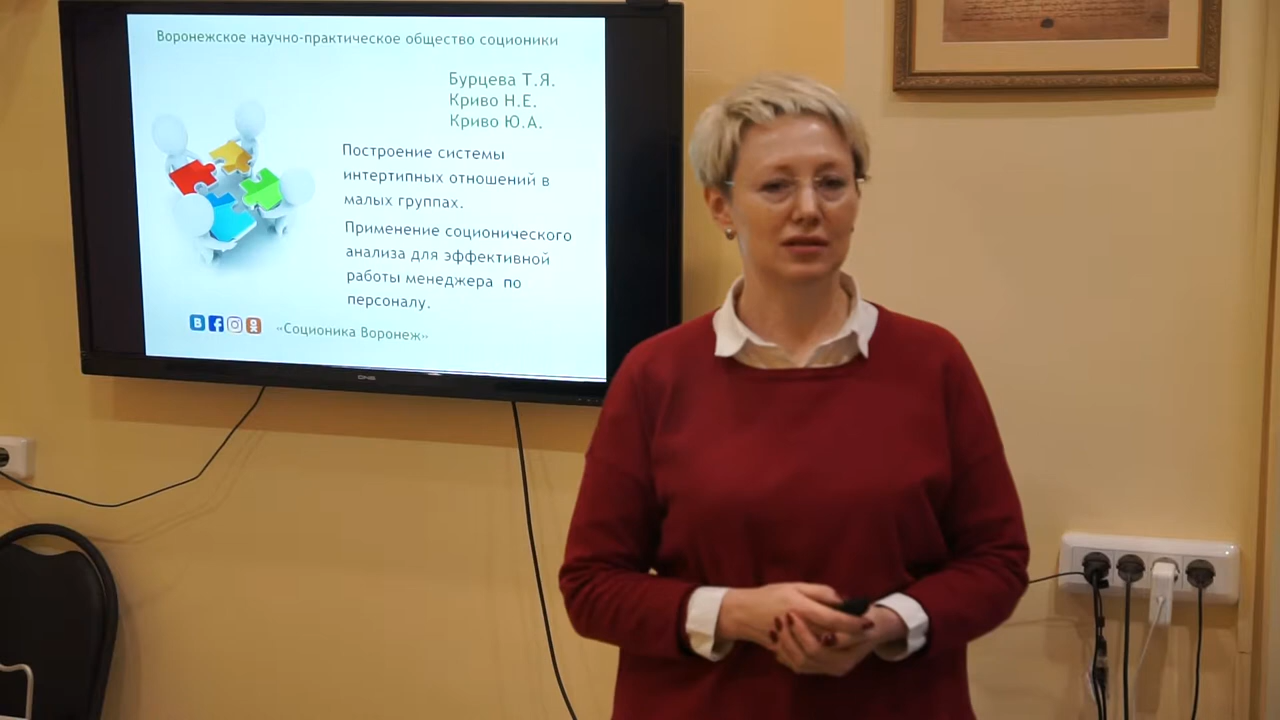 Воронежское научно-практическое общество соционики
Бурцева Т.Я.
Криво Н.Е.
Криво Ю.А.
Построение системы
интертипных отношений в
малых группах.
Применение соционического
анализа для эффективной
работы менеджера по
персоналу.
«Соционика Воронеж»
DNS